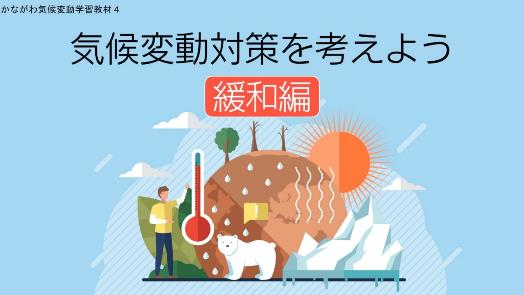 かながわ気候変動学習教材４
気候変動対策を考えよう
緩和編